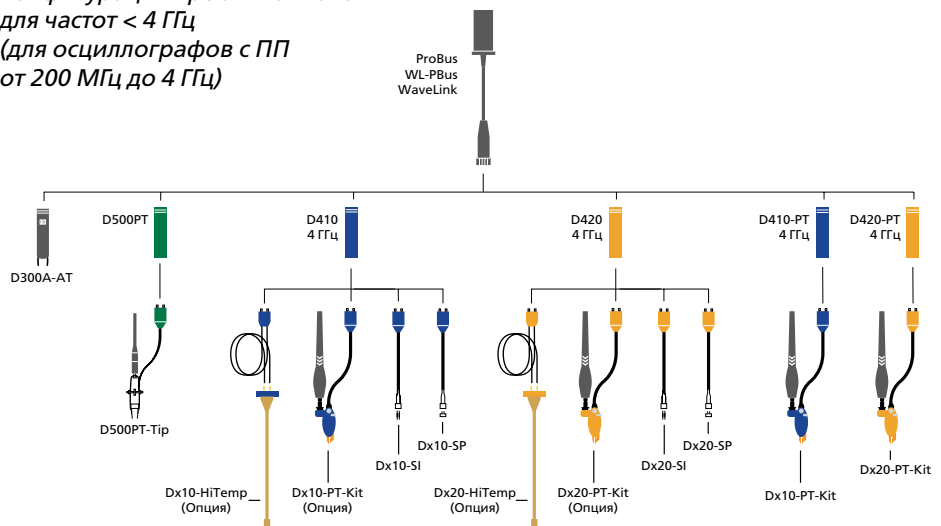 для частот < 4 ГГц
(для осциллографов с ПП
от 200 МГц до 4 ГГц)
ProBus
WL-PBus
WaveLink
D300A-AT
D500PT
D410
4 ГГц
D420
4 ГГц
D410-PT
4 ГГц
D420-PT
4 ГГц
D500PT-Tip
Dx10-HiTemp
(Опция)
Dx10-PT-Kit
(Опция)
Dx10-SI
Dx10-SP
Dx20-HiTemp
(Опция)
Dx20-PT-Kit
(Опция)
Dx20-SI
Dx20-SP
Dx10-PT-Kit
Dx20-PT-Kit